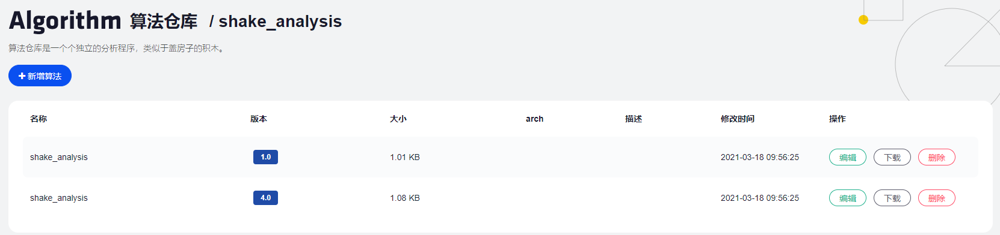 Algorithm 算法仓库 / shake_analysis
算法仓库是一个个独立的分析程序，类似于盖房子的积木。
+ 新增算法
名称 版本 大小 arch 描述 修改时间 操作
shake_analysis 1.0 1.01 KB 2021-03-18 09:56:25 编辑 下载 删除
shake_analysis 4.0 1.08 KB 2021-03-18 09:56:25 编辑 下载 删除